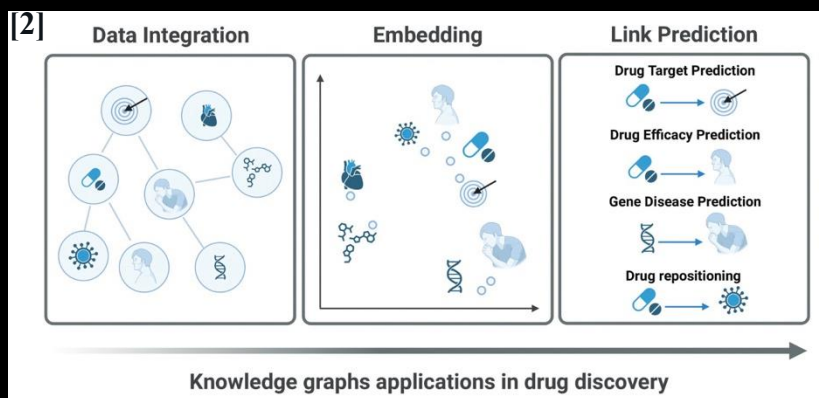 [2]
Data Integration
Embedding
Link Prediction
Drug Target Prediction
Drug Efficacy Prediction
Gene Disease Prediction
Drug repositioning
Knowledge graphs applications in drug discovery